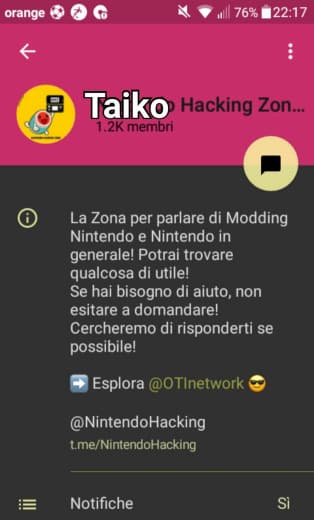 orange 76% 22:17
Taiko o Hacking Zon...
1.2K membri
La Zona per parlare di Modding
Nintendo e Nintendo in
generale! Potrai trovare
qualcosa di utile!
Se hai bisogno di aiuto, non
esitare a domandare!
Cercheremo di risponderti se
possibile!
➡️ Esplora @OTInetwork 😎
@NintendoHacking
t.me/NintendoHacking
Notifiche Sì